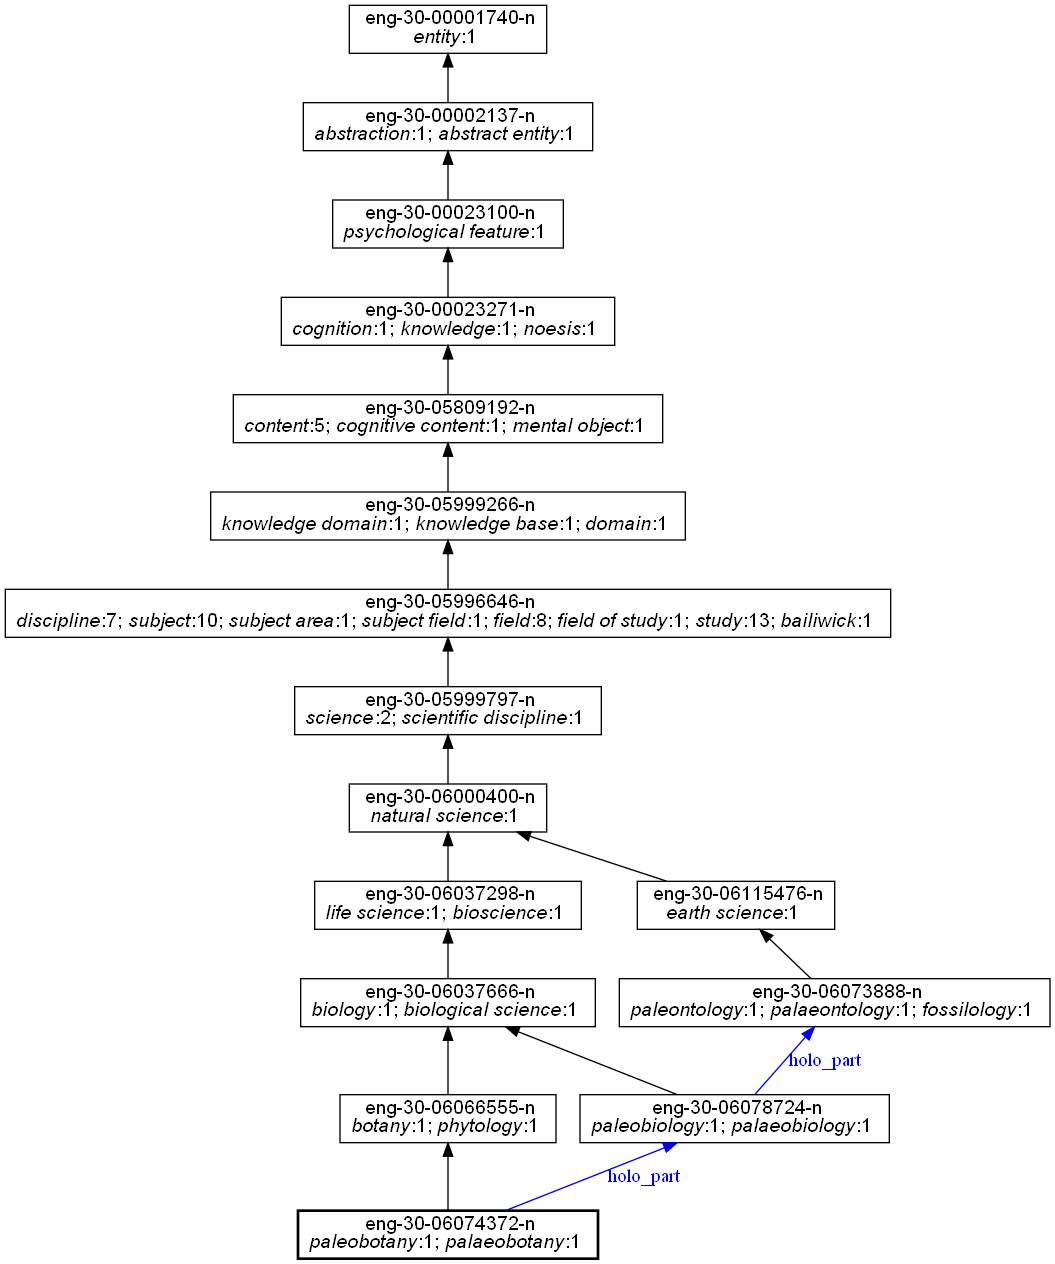 eng-30-00001740-n
entity:1
eng-30-00002137-n
abstraction:1; abstract entity:1
eng-30-00023100-n
psychological feature:1
eng-30-00023271-n
cognition:1; knowledge:1; noesis:1
eng-30-05809192-n
content:5; cognitive content:1; mental object:1
eng-30-05999266-n
knowledge domain:1; knowledge base:1; domain:1
eng-30-05996646-n
discipline:7; subject:10; subject area:1; subject field:1; field:8; field of study:1; study:13; bailiwick:1
eng-30-05999797-n
science:2; scientific discipline:1
eng-30-06000400-n
natural science:1
eng-30-06037298-n
life science:1; bioscience:1
eng-30-06115476-n
earth science:1
eng-30-06037666-n
biology:1; biological science:1
eng-30-06073888-n
paleontology:1; palaeontology:1; fossilology:1
holo_part
eng-30-06066555-n
botany:1; phytology:1
eng-30-06078724-n
paleobiology:1; palaeobiology:1
holo_part
eng-30-06074372-n
paleobotany:1; palaeobotany:1